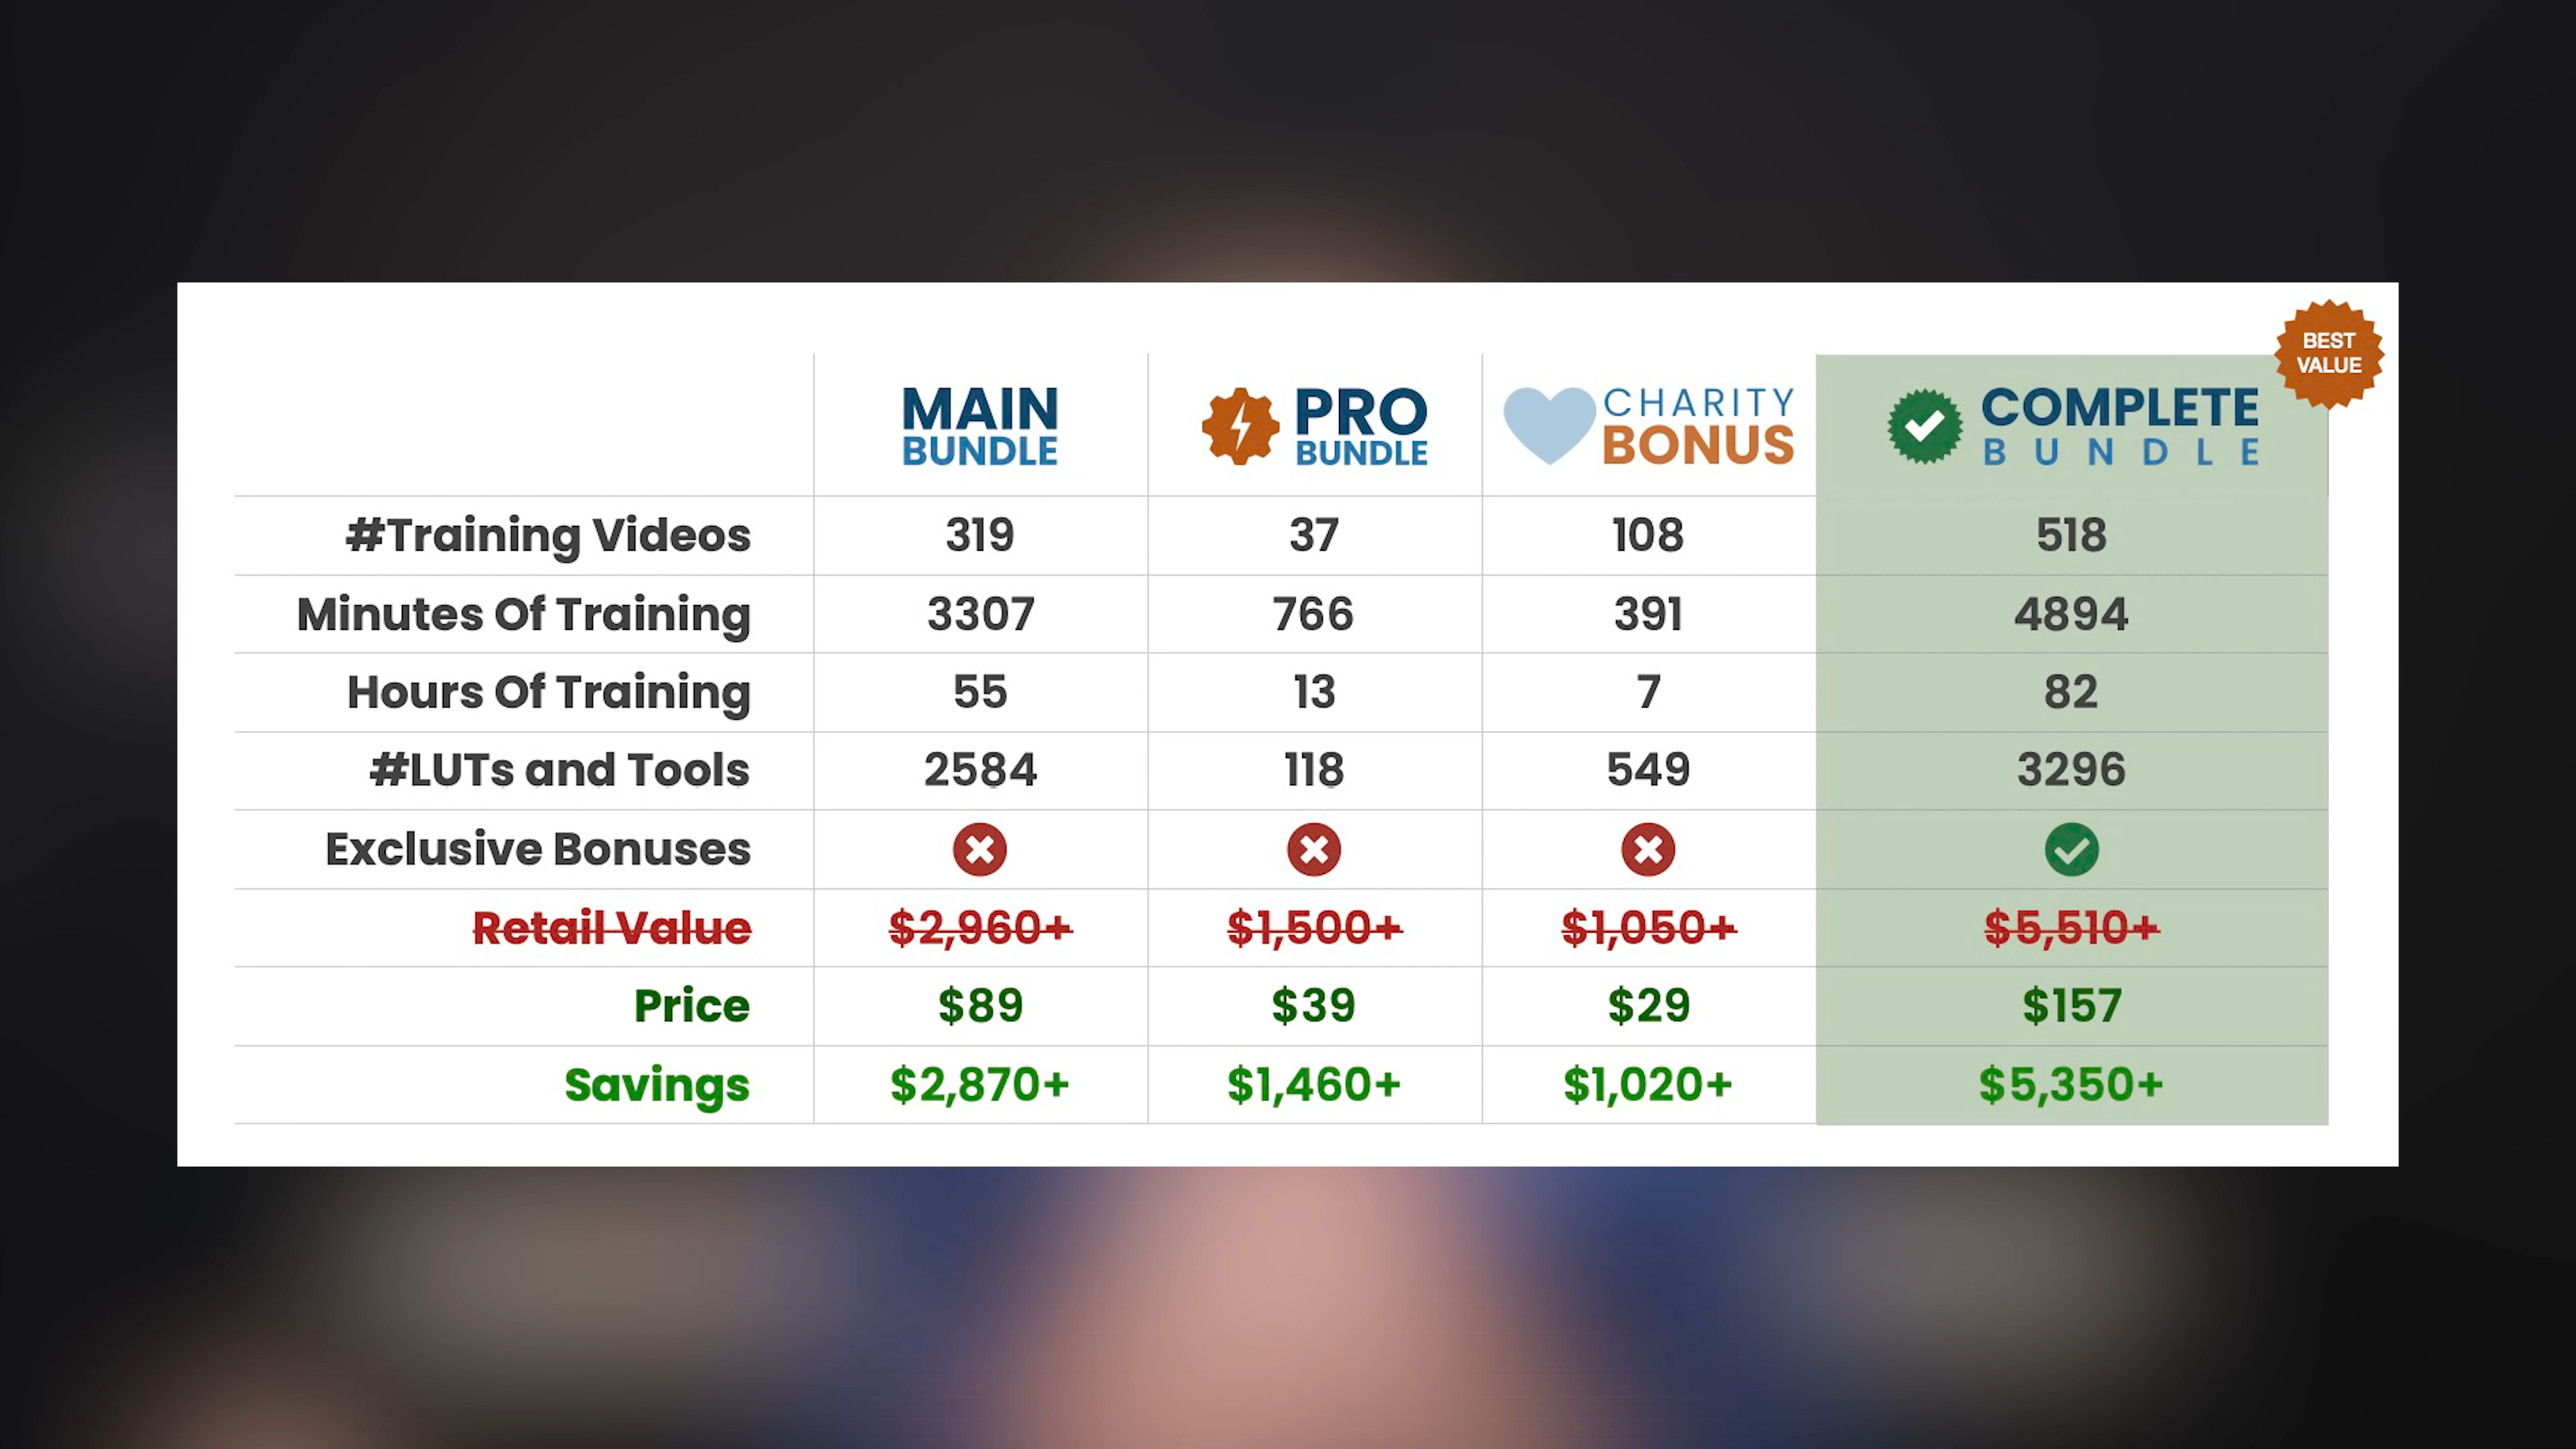 BEST
VALUE
MAIN
BUNDLE
PRO
BUNDLE
CHARITY
BONUS
COMPLETE
BUNDLE
#Training Videos 319 37 108 518
Minutes Of Training 3307 766 391 4894
Hours Of Training 55 13 7 82
#LUTs and Tools 2584 118 549 3296
Exclusive Bonuses
Retail Value $2,960+ $1,500+ $1,050+ $5,510+
Price $89 $39 $29 $157
Savings $2,870+ $1,460+ $1,020+ $5,350+